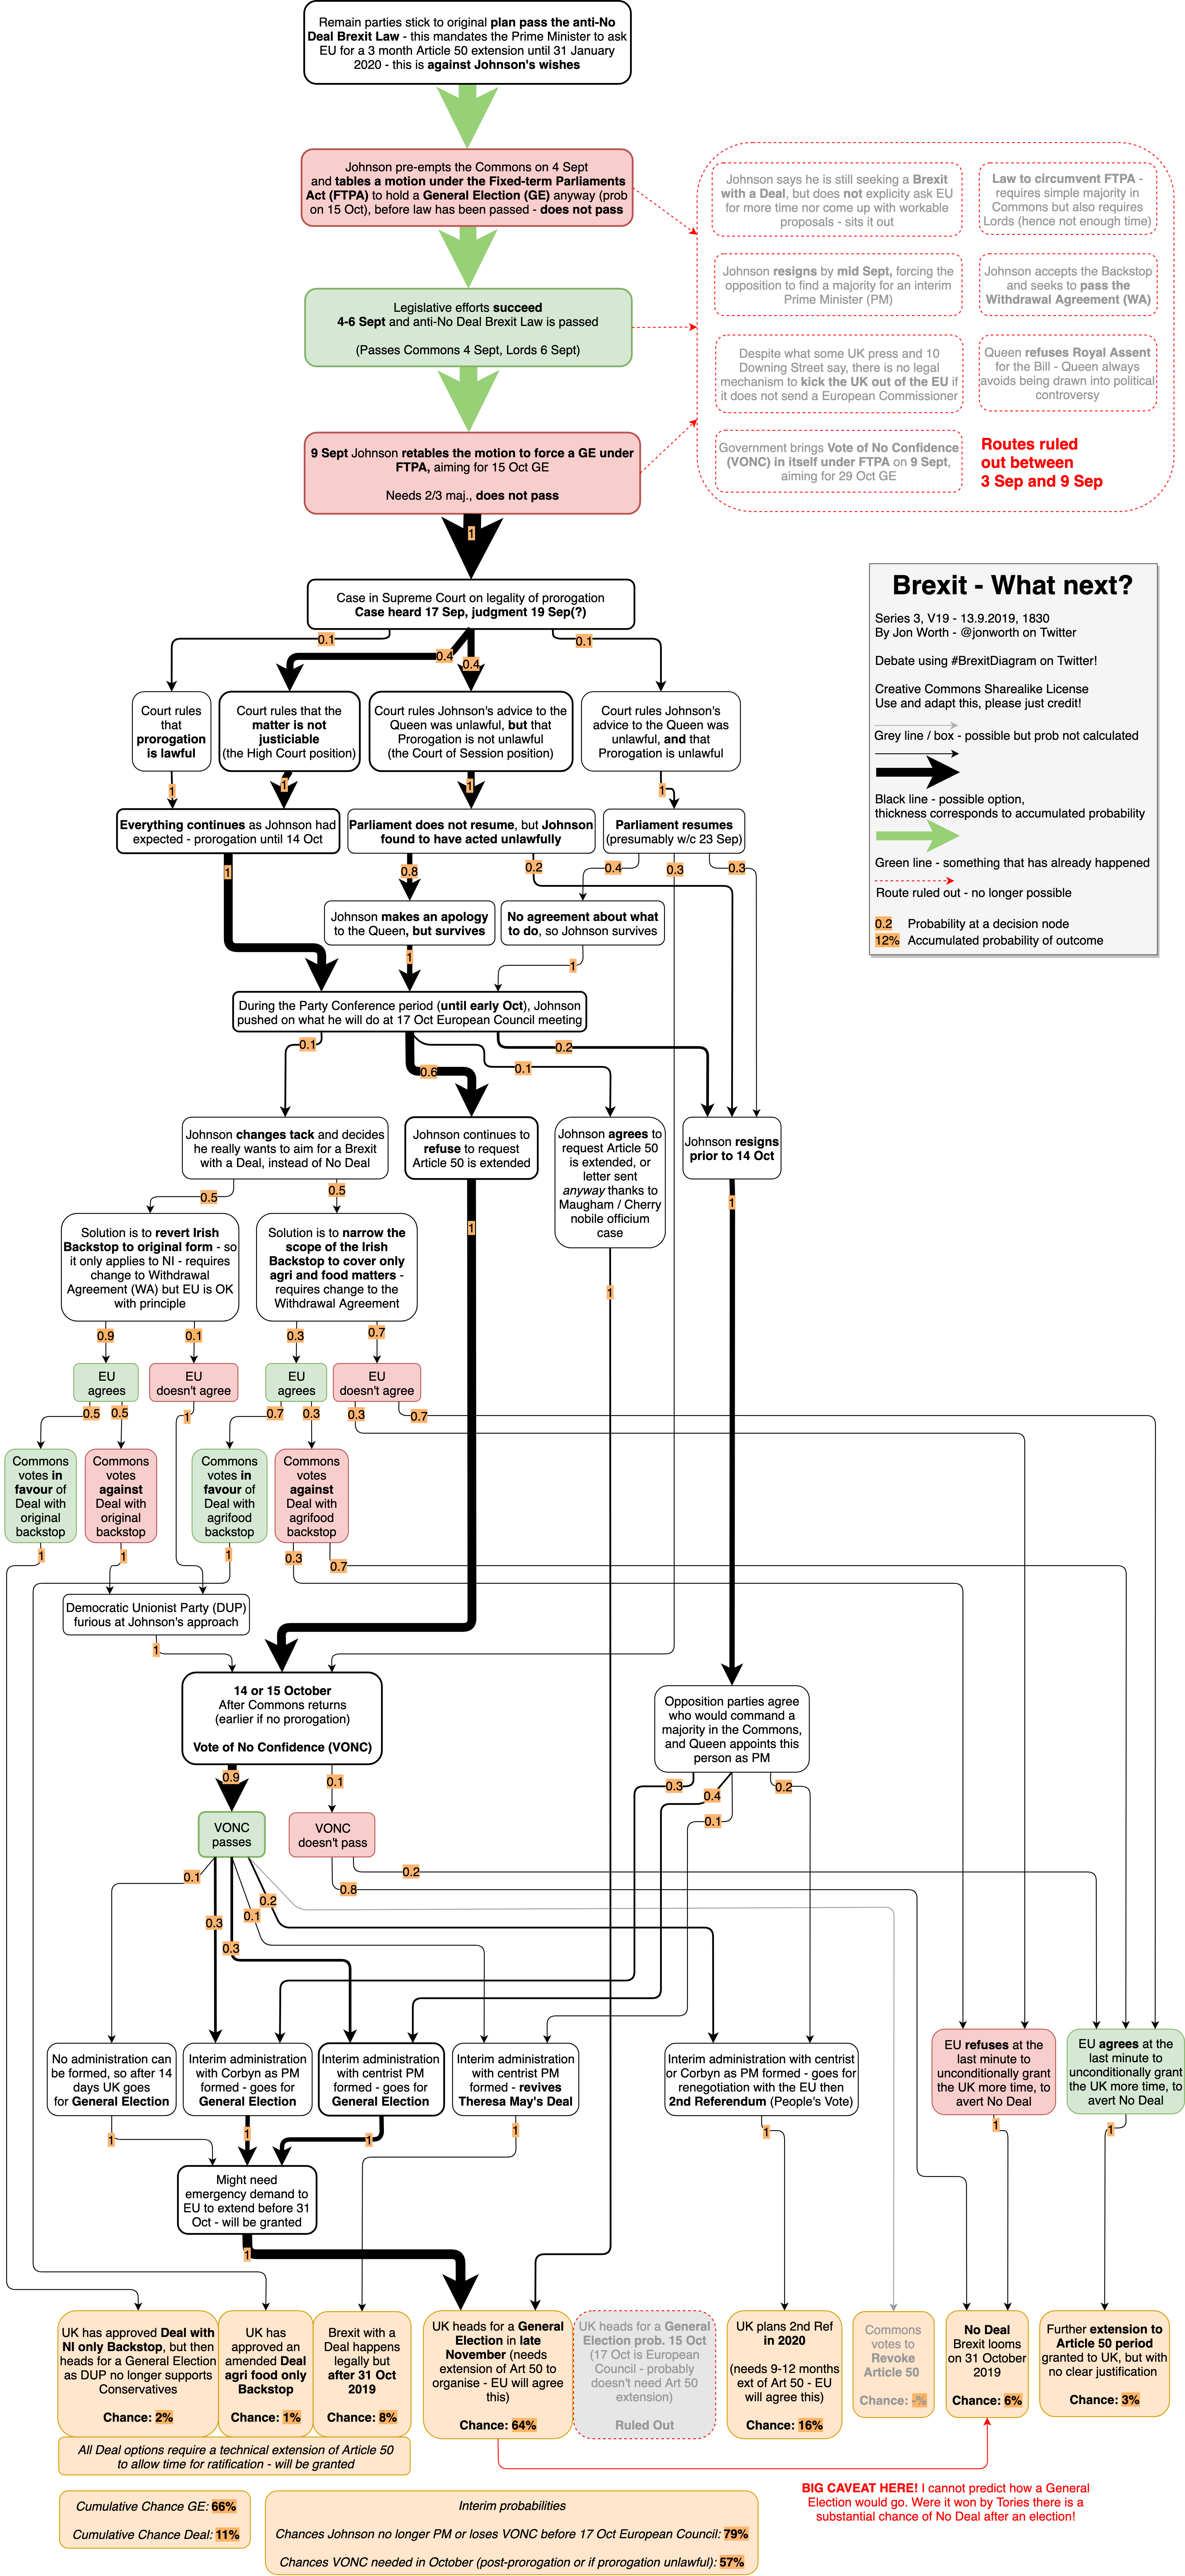 Remain parties stick to original plan pass the anti-No
Deal Brexit Law - this mandates the Prime Minister to ask
EU for a 3 month Article 50 extension until 31 January
2020 - this is against Johnson's wishes
Johnson pre-empts the Commons on 4 Sept
and tables a motion under the Fixed-term Parliaments
Act (FTPA) to hold a General Election (GE) anyway (prob
on 15 Oct), before law has been passed - does not pass
Johnson says he is still seeking a Brexit
with a Deal, but does not explicity ask EU
for more time nor come up with workable
proposals - sits it out
Law to circumvent FTPA -
requires simple majority in
Commons but also requires
Lords (hence not enough time)
Johnson resigns by mid Sept, forcing the
opposition to find a majority for an interim
Prime Minister (PM)
Johnson accepts the Backstop
and seeks to pass the
Withdrawal Agreement (WA)
Legislative efforts succeed
4-6 Sept and anti-No Deal Brexit Law is passed
(Passes Commons 4 Sept, Lords 6 Sept)
Despite what some UK press and 10
Downing Street say, there is no legal
mechanism to kick the UK out of the EU if
it does not send a European Commissioner
Queen refuses Royal Assent
for the Bill - Queen always
avoids being drawn into political
controversy
9 Sept Johnson retables the motion to force a GE under
FTPA, aiming for 15 Oct GE
Needs 2/3 maj., does not pass
Government brings Vote of No Confidence
(VONC) in itself under FTPA on 9 Sept,
aiming for 29 Oct GE
Routes ruled
out between
3 Sep and 9 Sep
1
Case in Supreme Court on legality of prorogation
Case heard 17 Sep, judgment 19 Sep(?)
Brexit - What next?
Series 3, V19 - 13.9.2019, 1830
By Jon Worth - @jonworth on Twitter
Debate using #BrexitDiagram on Twitter!
Creative Commons Sharealike License
Use and adapt this, please just credit!
Grey line / box - possible but prob not calculated
Black line - possible option,
thickness corresponds to accumulated probability
Green line - something that has already happened
Route ruled out - no longer possible
0.2 Probability at a decision node
12% Accumulated probability of outcome
0.1
0.4
0.4
0.1
Court rules
that
prorogation
is lawful
Court rules that the
matter is not
justiciable
(the High Court position)
Court rules Johnson's advice to the
Queen was unlawful, but that
Prorogation is not unlawful
(the Court of Session position)
Court rules Johnson's
advice to the Queen was
unlawful, and that
Prorogation is unlawful
1
1
1
1
Everything continues as Johnson had
expected - prorogation until 14 Oct
Parliament does not resume, but Johnson
found to have acted unlawfully
Parliament resumes
(presumably w/c 23 Sep)
1
0.8
0.2
0.4
0.3
0.3
Johnson makes an apology
to the Queen, but survives
No agreement about what
to do, so Johnson survives
1
1
During the Party Conference period (until early Oct), Johnson
pushed on what he will do at 17 Oct European Council meeting
0.1
0.6
0.1
0.2
Johnson changes tack and decides
he really wants to aim for a Brexit
with a Deal, instead of No Deal
Johnson continues to
refuse to request
Article 50 is extended
Johnson agrees to
request Article 50
is extended, or
letter sent
anyway thanks to
Maugham / Cherry
nobile officium
case
Johnson resigns
prior to 14 Oct
0.5
0.5
1
1
1
Solution is to revert Irish
Backstop to original form - so
it only applies to NI - requires
change to Withdrawal
Agreement (WA) but EU is OK
with principle
Solution is to narrow the
scope of the Irish
Backstop to cover only
agri and food matters -
requires change to the
Withdrawal Agreement
0.9
0.1
0.3
0.7
EU
agrees
EU
doesn't agree
EU
agrees
EU
doesn't agree
0.5
0.5
1
0.7
0.3
0.3
0.7
Commons
votes in
favour of
Deal with
original
backstop
Commons
votes
against
Deal with
original
backstop
Commons
votes in
favour of
Deal with
agrifood
backstop
Commons
votes
against
Deal with
agrifood
backstop
1
1
1
0.3
0.7
Democratic Unionist Party (DUP)
furious at Johnson's approach
1
14 or 15 October
After Commons returns
(earlier if no prorogation)
Vote of No Confidence (VONC)
Opposition parties agree
who would command a
majority in the Commons,
and Queen appoints this
person as PM
0.9
0.1
0.3
0.4
0.1
0.2
VONC
passes
VONC
doesn't pass
0.1
0.3
0.3
0.1
0.2
0.8
0.2
No administration can
be formed, so after 14
days UK goes
for General Election
Interim administration
with Corbyn as PM
formed - goes for
General Election
Interim administration
with centrist PM
formed - goes for
General Election
Interim administration
with centrist PM
formed - revives
Theresa May's Deal
Interim administration with centrist
or Corbyn as PM formed - goes for
renegotiation with the EU then
2nd Referendum (People's Vote)
EU refuses at the
last minute to
unconditionally grant
the UK more time, to
avert No Deal
EU agrees at the
last minute to
unconditionally grant
the UK more time, to
avert No Deal
1
1
1
1
1
1
1
Might need
emergency demand to
EU to extend before 31
Oct - will be granted
1
UK has approved Deal with
NI only Backstop, but then
heads for a General Election
as DUP no longer supports
Conservatives
Chance: 2%
UK has
approved an
amended Deal
agri food only
Backstop
Chance: 1%
Brexit with a
Deal happens
legally but
after 31 Oct
2019
Chance: 8%
UK heads for a General
Election in late
November (needs
extension of Art 50 to
organise - EU will agree
this)
Chance: 64%
UK heads for a General
Election prob. 15 Oct
(17 Oct is European
Council - probably
doesn't need Art 50
extension)
Ruled Out
UK plans 2nd Ref
in 2020
(needs 9-12 months
ext of Art 50 - EU
will agree this)
Chance: 16%
Commons
votes to
Revoke
Article 50
Chance: -%
No Deal
Brexit looms
on 31 October
2019
Chance: 6%
Further extension to
Article 50 period
granted to UK, but with
no clear justification
Chance: 3%
All Deal options require a technical extension of Article 50
to allow time for ratification - will be granted
BIG CAVEAT HERE! I cannot predict how a General
Election would go. Were it won by Tories there is a
substantial chance of No Deal after an election!
Cumulative Chance GE: 66%
Cumulative Chance Deal: 11%
Interim probabilities
Chances Johnson no longer PM or loses VONC before 17 Oct European Council: 79%
Chances VONC needed in October (post-prorogation or if prorogation unlawful): 57%